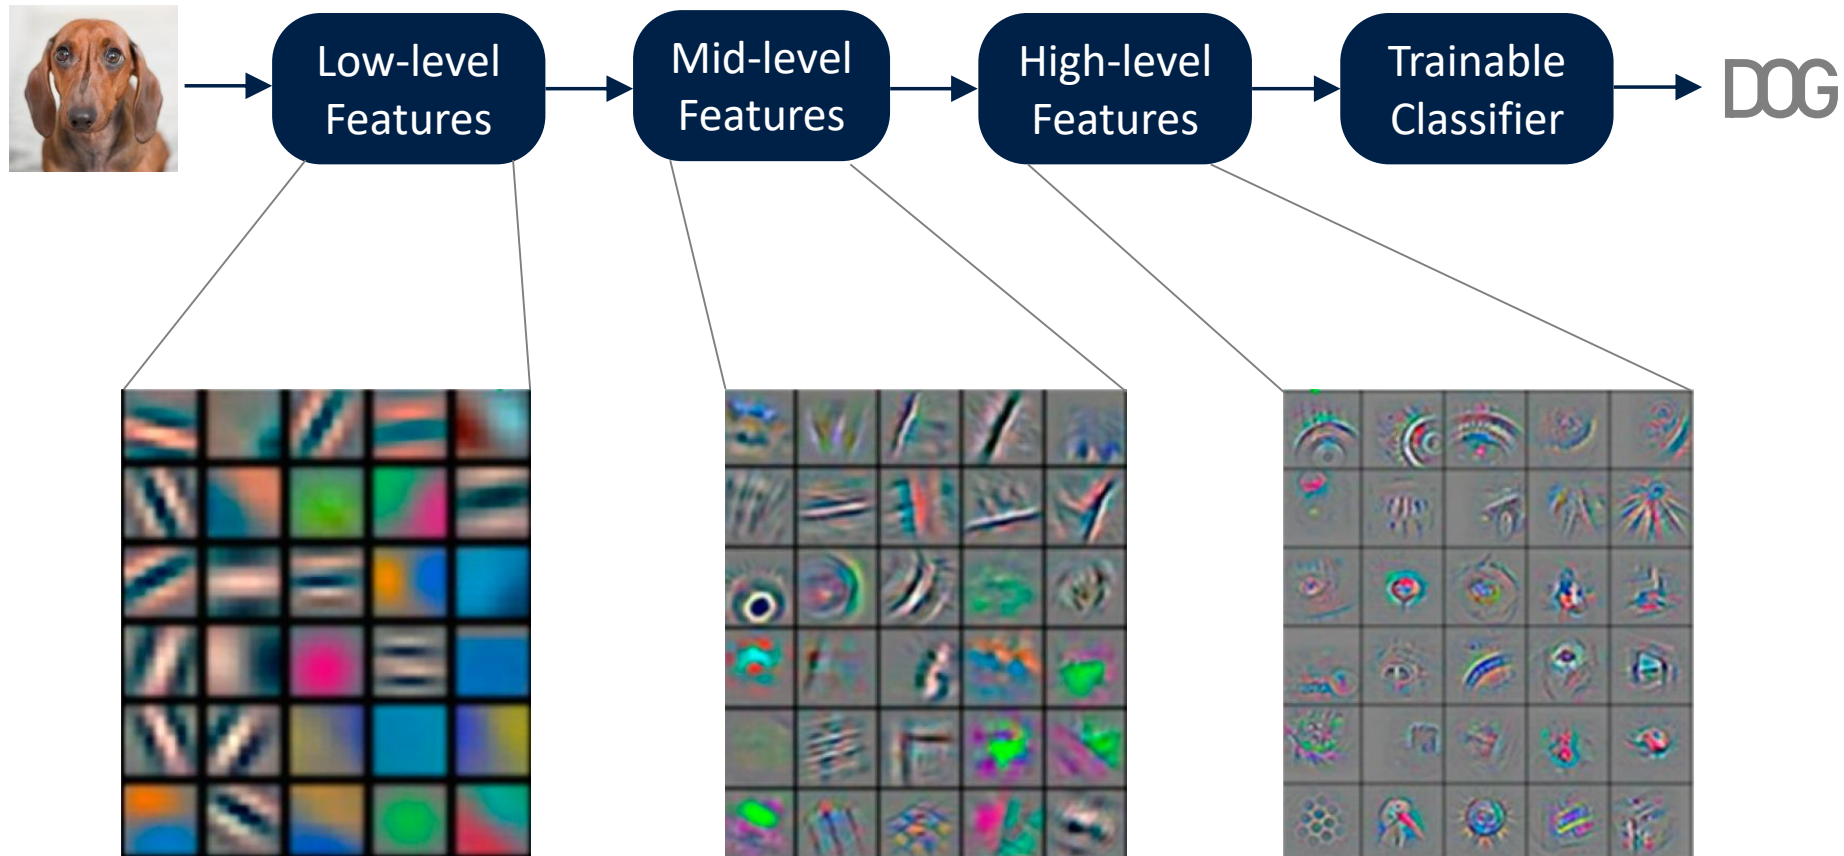 Low-level
Features
Mid-level
Features
High-level
Features
Trainable
Classifier
DOG